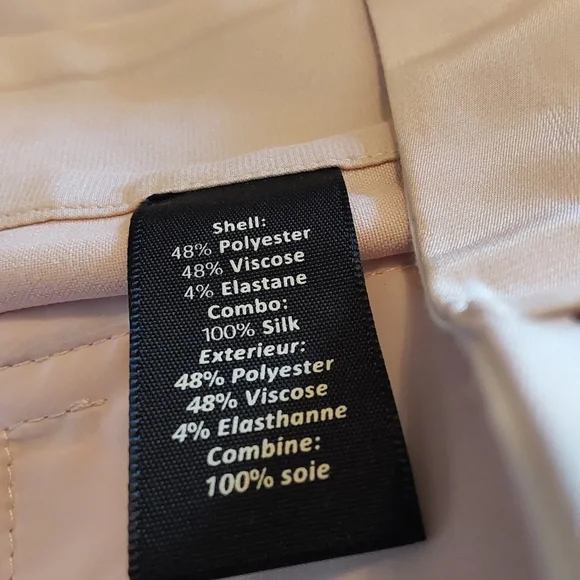 Shell:
48% Polyester
48% Viscose
4% Elastane
Combo:
100% Silk
Exterieur:
48% Polyester
48% Viscose
4% Elasthanne
Combine:
100% soie